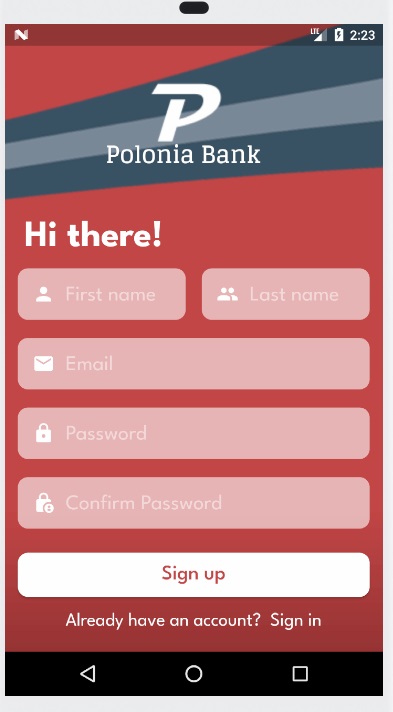 LTE 2:23
P
Polonia Bank
Hi there!
First name Last name
Email
Password
Confirm Password
Sign up
Already have an account? Sign in